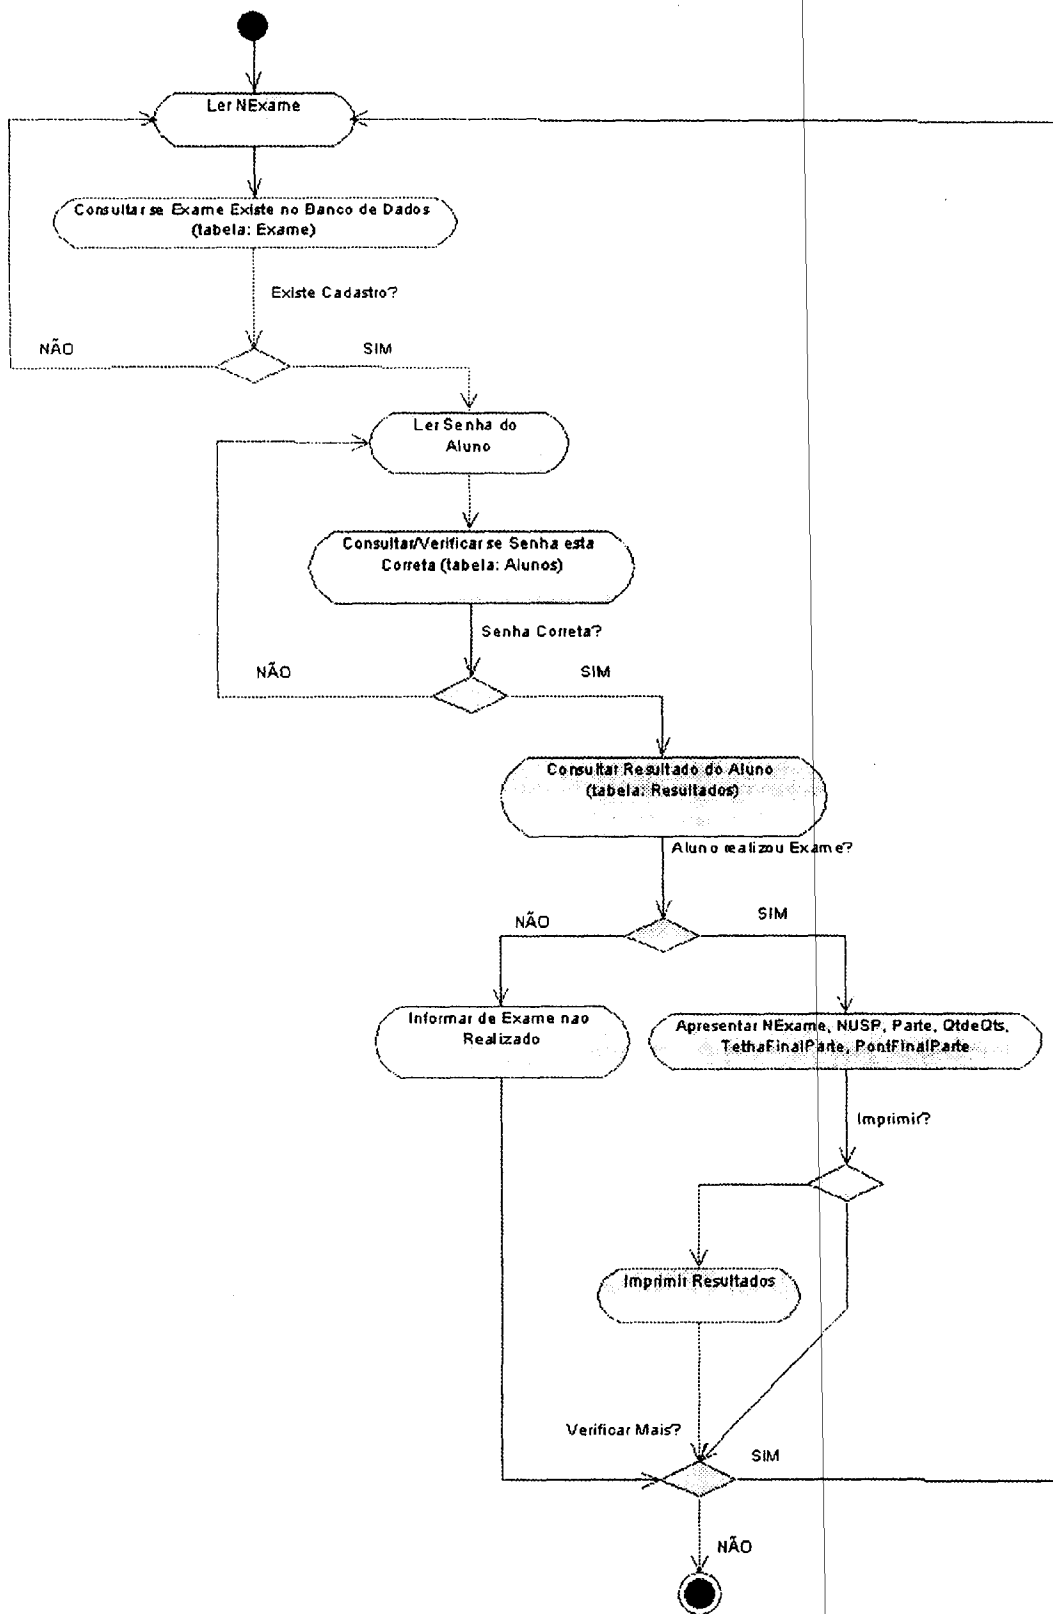 Ler NExame
Consultar se Exame Existe no Banco de Dados
(tabela: Exame)
Existe Cadastro?
NÃO
SIM
Ler Senha do
Aluno
Consultar/Verificar se Senha esta
Correta (tabela: Alunos)
Senha Correta?
NÃO
SIM
Consultar Resultado do Aluno
(tabela: Resultados)
Aluno realizou Exame?
NÃO
SIM
Informar de Exame nao
Realizado
Apresentar NExame, NUSP, Parte, QtdeQts,
TethaFinalParte, PontFinalParte
Imprimir?
Imprimir Resultados
Verificar Mais?
SIM
NÃO